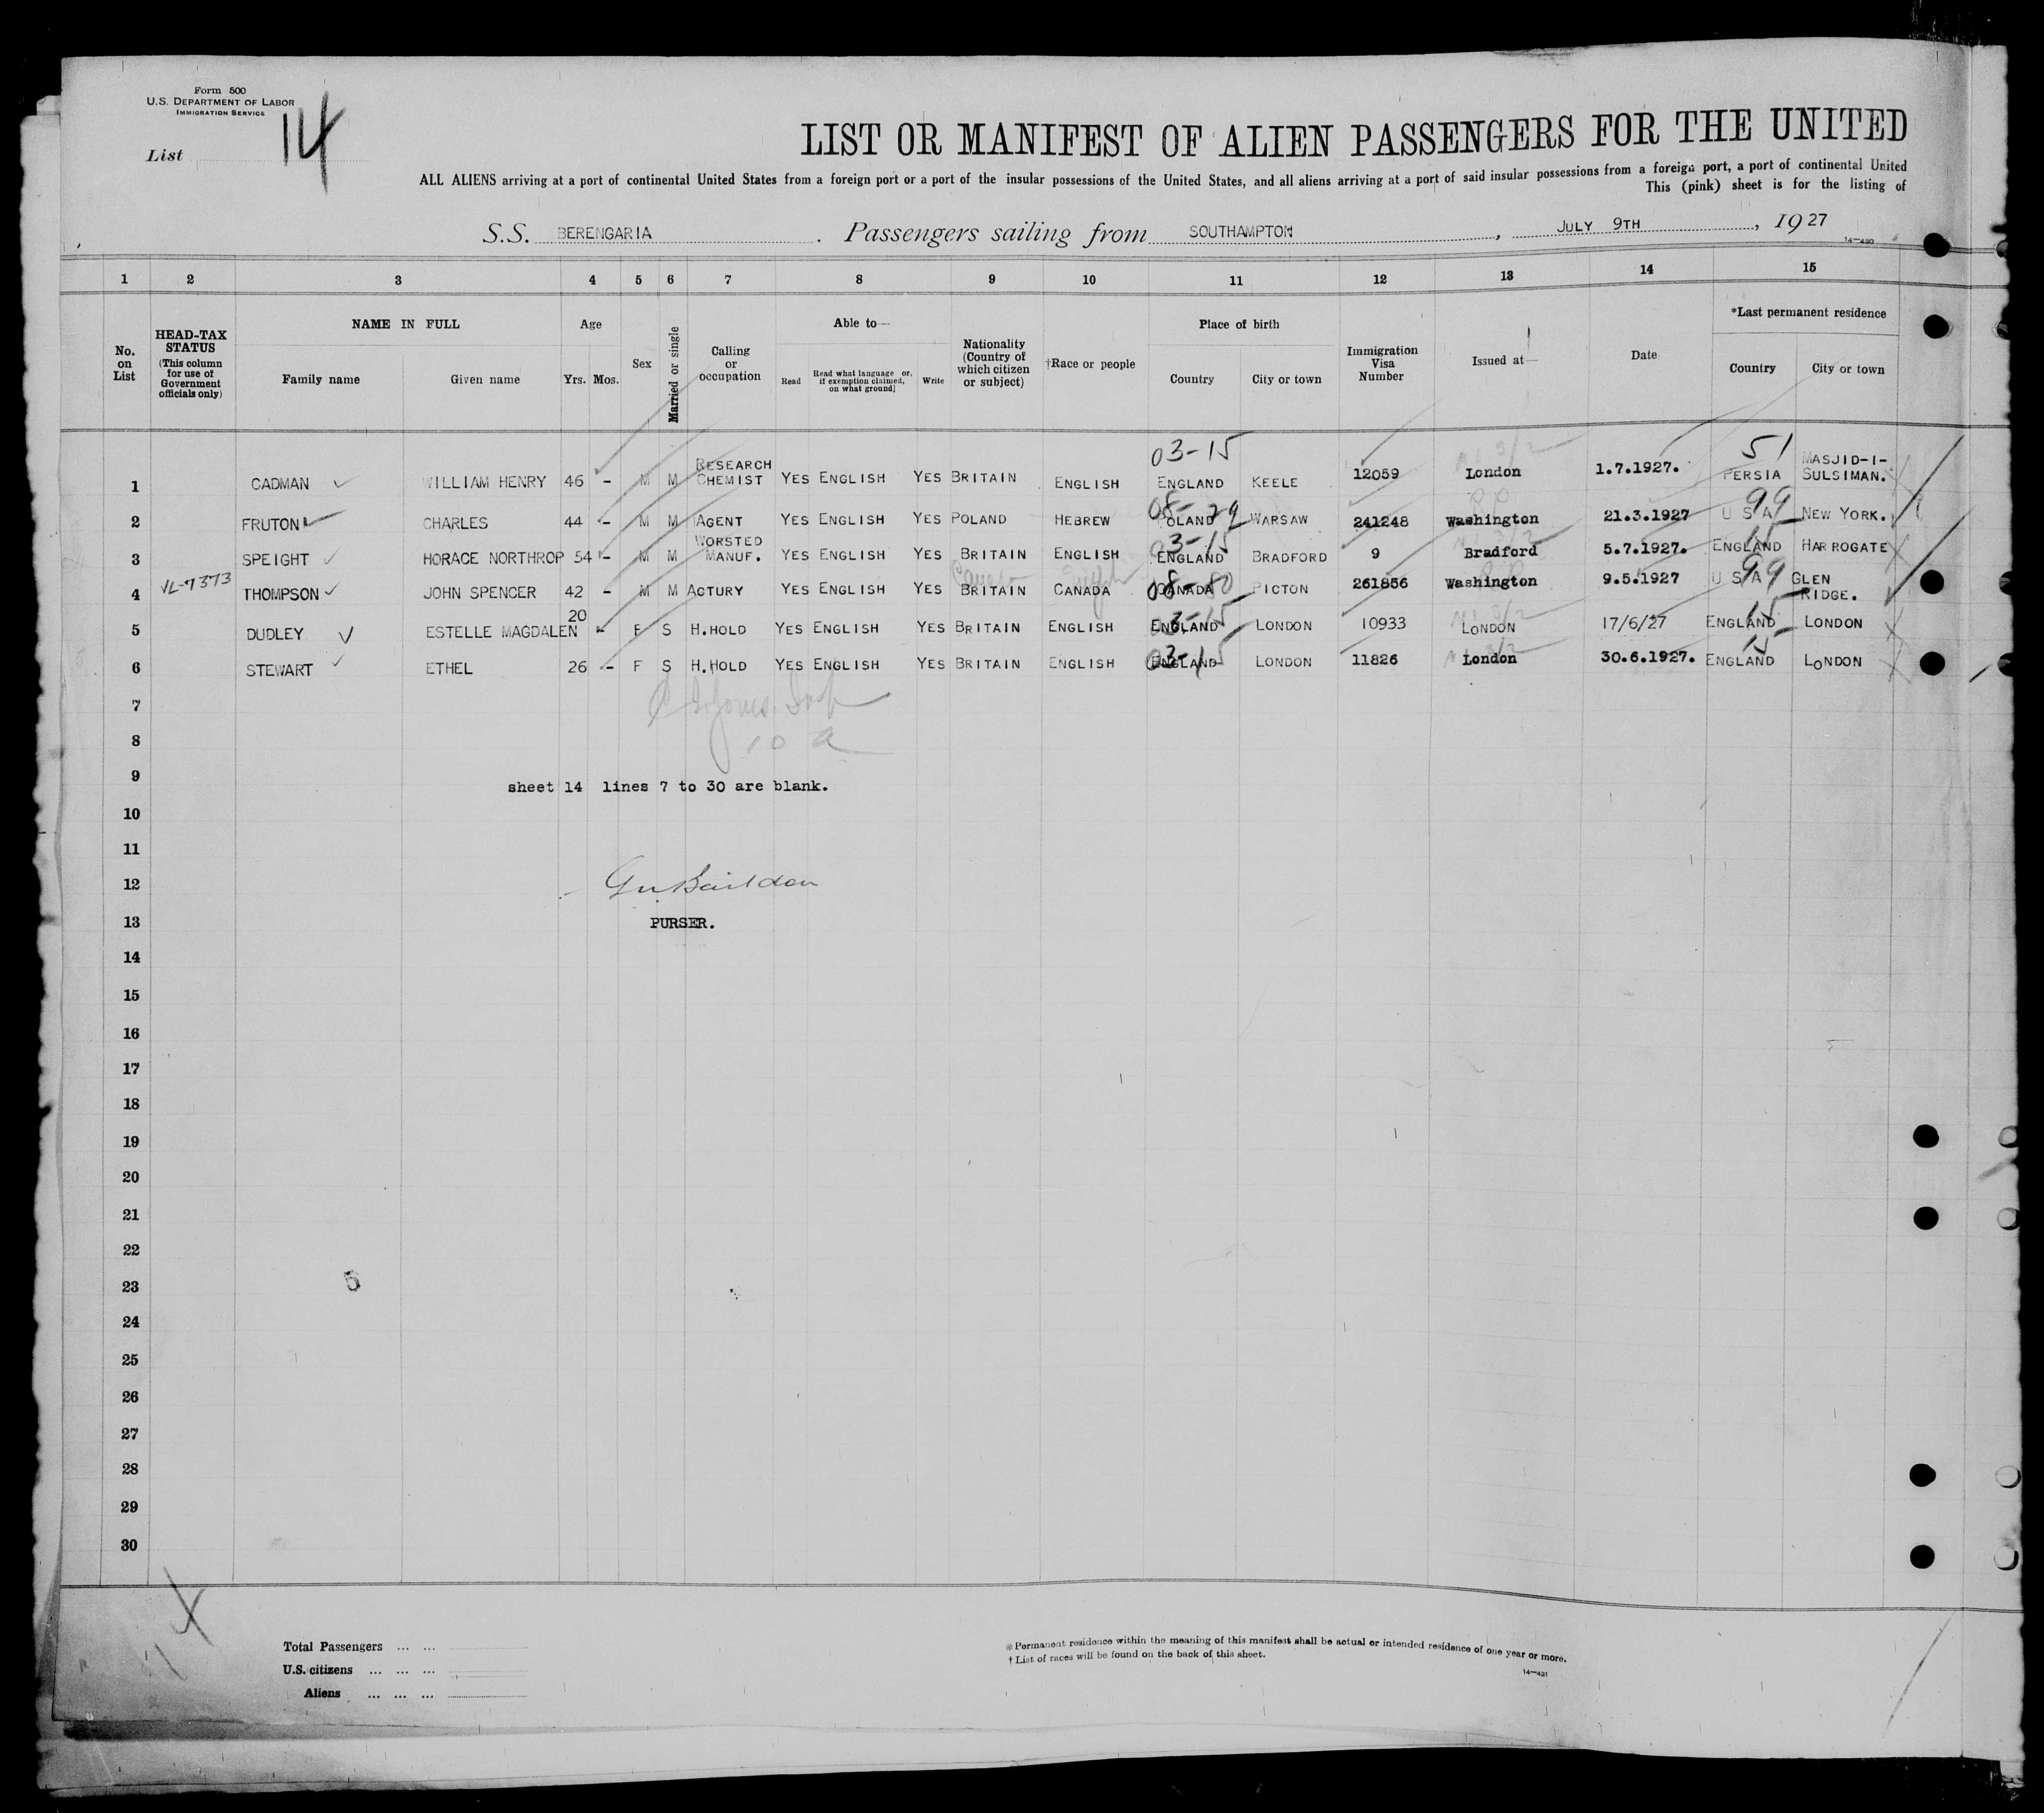 Form 500
U.S. DEPARTMENT OF LABOR
IMMIGRATION SERVICE
List 14
LIST OR MANIFEST OF ALIEN PASSENGERS FOR THE UNITED
ALL ALIENS arriving at a port of continental United States from a foreign port or a port of the insular possessions of the United States, and all aliens arriving at a port of said insular possessions from a foreign port, a port of continental United
This (pink) sheet is for the listing of
S.S. BERENGARIA. Passengers sailing from SOUTHAMPTON, JULY 9TH, 1927
14-430
1 2 3 4 5 6 7 8 9 10 11 12 13 14 15
No. on List
HEAD-TAX STATUS (This column for use of Government officials only)
NAME IN FULL
Family name Given name
Age
Yrs. Mos.
Sex
Married or single
Calling or occupation
Able to—
Read Read what language or, if exemption claimed, on what ground] Write
Nationality (Country of which citizen or subject)
†Race or people
Place of birth
Country City or town
Immigration Visa Number
Issued at—
Date
*Last permanent residence
Country City or town
03-15 51
1 CADMAN WILLIAM HENRY 46 - M M RESEARCH CHEMIST YES ENGLISH YES BRITAIN ENGLISH ENGLAND KEELE 12059 London 1.7.1927. PERSIA MASJID-I-SULSIMAN.
08-29 99
2 FRUTON CHARLES 44 - M M AGENT YES ENGLISH YES POLAND HEBREW POLAND WARSAW 241248 Washington 21.3.1927 U S A NEW YORK.
03-15 15
3 SPEIGHT HORACE NORTHROP 54 - M M WORSTED MANUF. YES ENGLISH YES BRITAIN ENGLISH ENGLAND BRADFORD 9 Bradford 5.7.1927. ENGLAND HARROGATE
VL-7373 Canada English 08-80 99
4 THOMPSON JOHN SPENCER 42 - M M ACTURY YES ENGLISH YES BRITAIN CANADA CANADA PICTON 261856 Washington 9.5.1927 U S A GLEN RIDGE.
03-15 15
5 DUDLEY ESTELLE MAGDALEN 20 - F S H.HOLD YES ENGLISH YES BRITAIN ENGLISH ENGLAND LONDON 10933 LONDON 17/6/27 ENGLAND LONDON
03-15 15
6 STEWART ETHEL 26 - F S H.HOLD YES ENGLISH YES BRITAIN ENGLISH ENGLAND LONDON 11826 London 30.6.1927. ENGLAND LONDON
7
8 10 a
9 sheet 14 lines 7 to 30 are blank.
10
11
12
13 PURSER.
14
15
16
17
18
19
20
21
22
23
24
25
26
27
28
29
30
14
Total Passengers ... ...
U.S. citizens ... ... ...
Aliens ... ... ...
*Permanent residence within the meaning of this manifest shall be actual or intended residence of one year or more.
†List of races will be found on the back of this sheet.
14-431